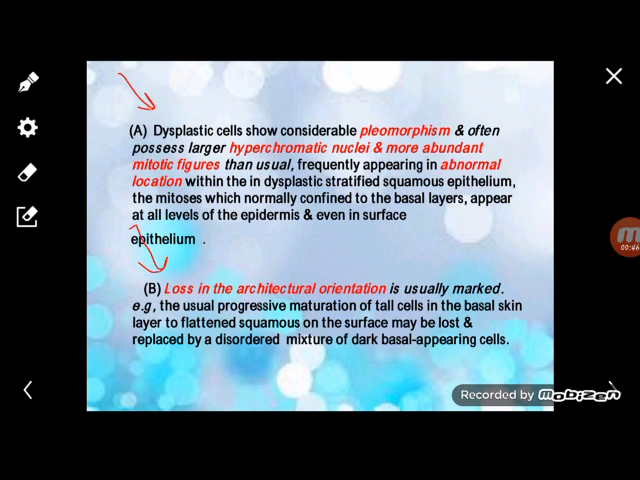 (A) Dysplastic cells show considerable pleomorphism & often
possess larger hyperchromatic nuclei & more abundant
mitotic figures than usual, frequently appearing in abnormal
location within the in dysplastic stratified squamous epithelium,
the mitoses which normally confined to the basal layers, appear
at all levels of the epidermis & even in surface
epithelium .
(B) Loss in the architectural orientation is usually marked.
e.g, the usual progressive maturation of tall cells in the basal skin
layer to flattened squamous on the surface may be lost &
replaced by a disordered mixture of dark basal-appearing cells.
00:46
Recorded by MOBIZEN